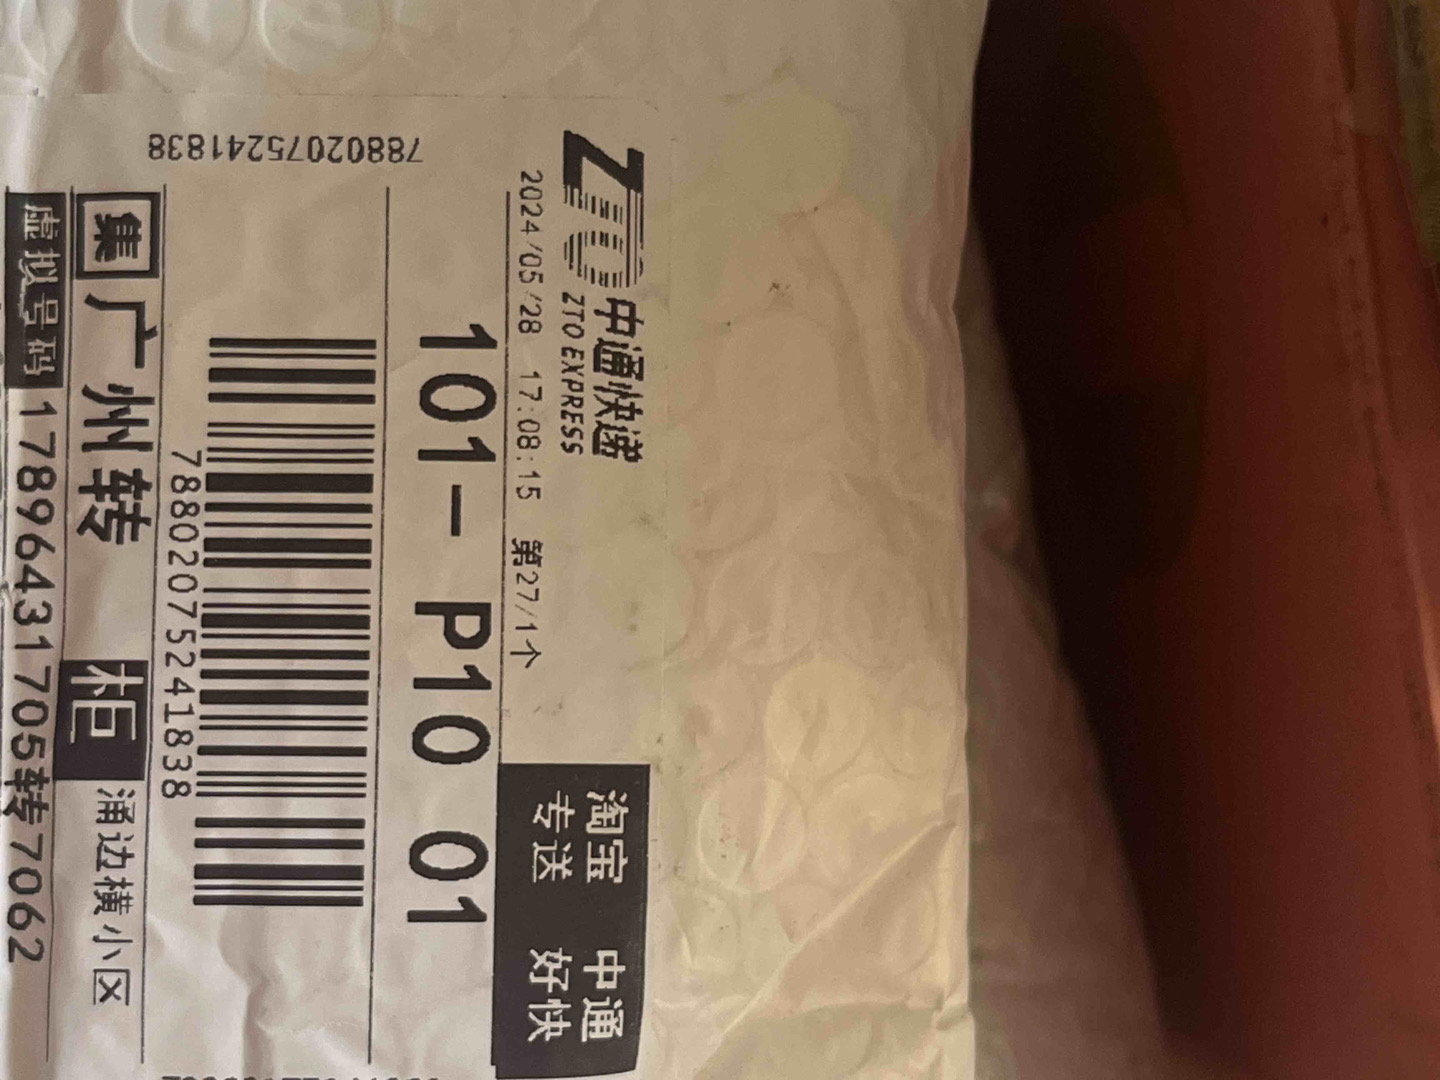 中通快递
ZTO EXPRESS
淘宝 中通
专送 好快
2024/05/28 17:08:15 第27/1个
101-P10 01
78802075241838
78802075241838
集 广州转 柜 涌边横小区
虚拟号码 17896431705转7062